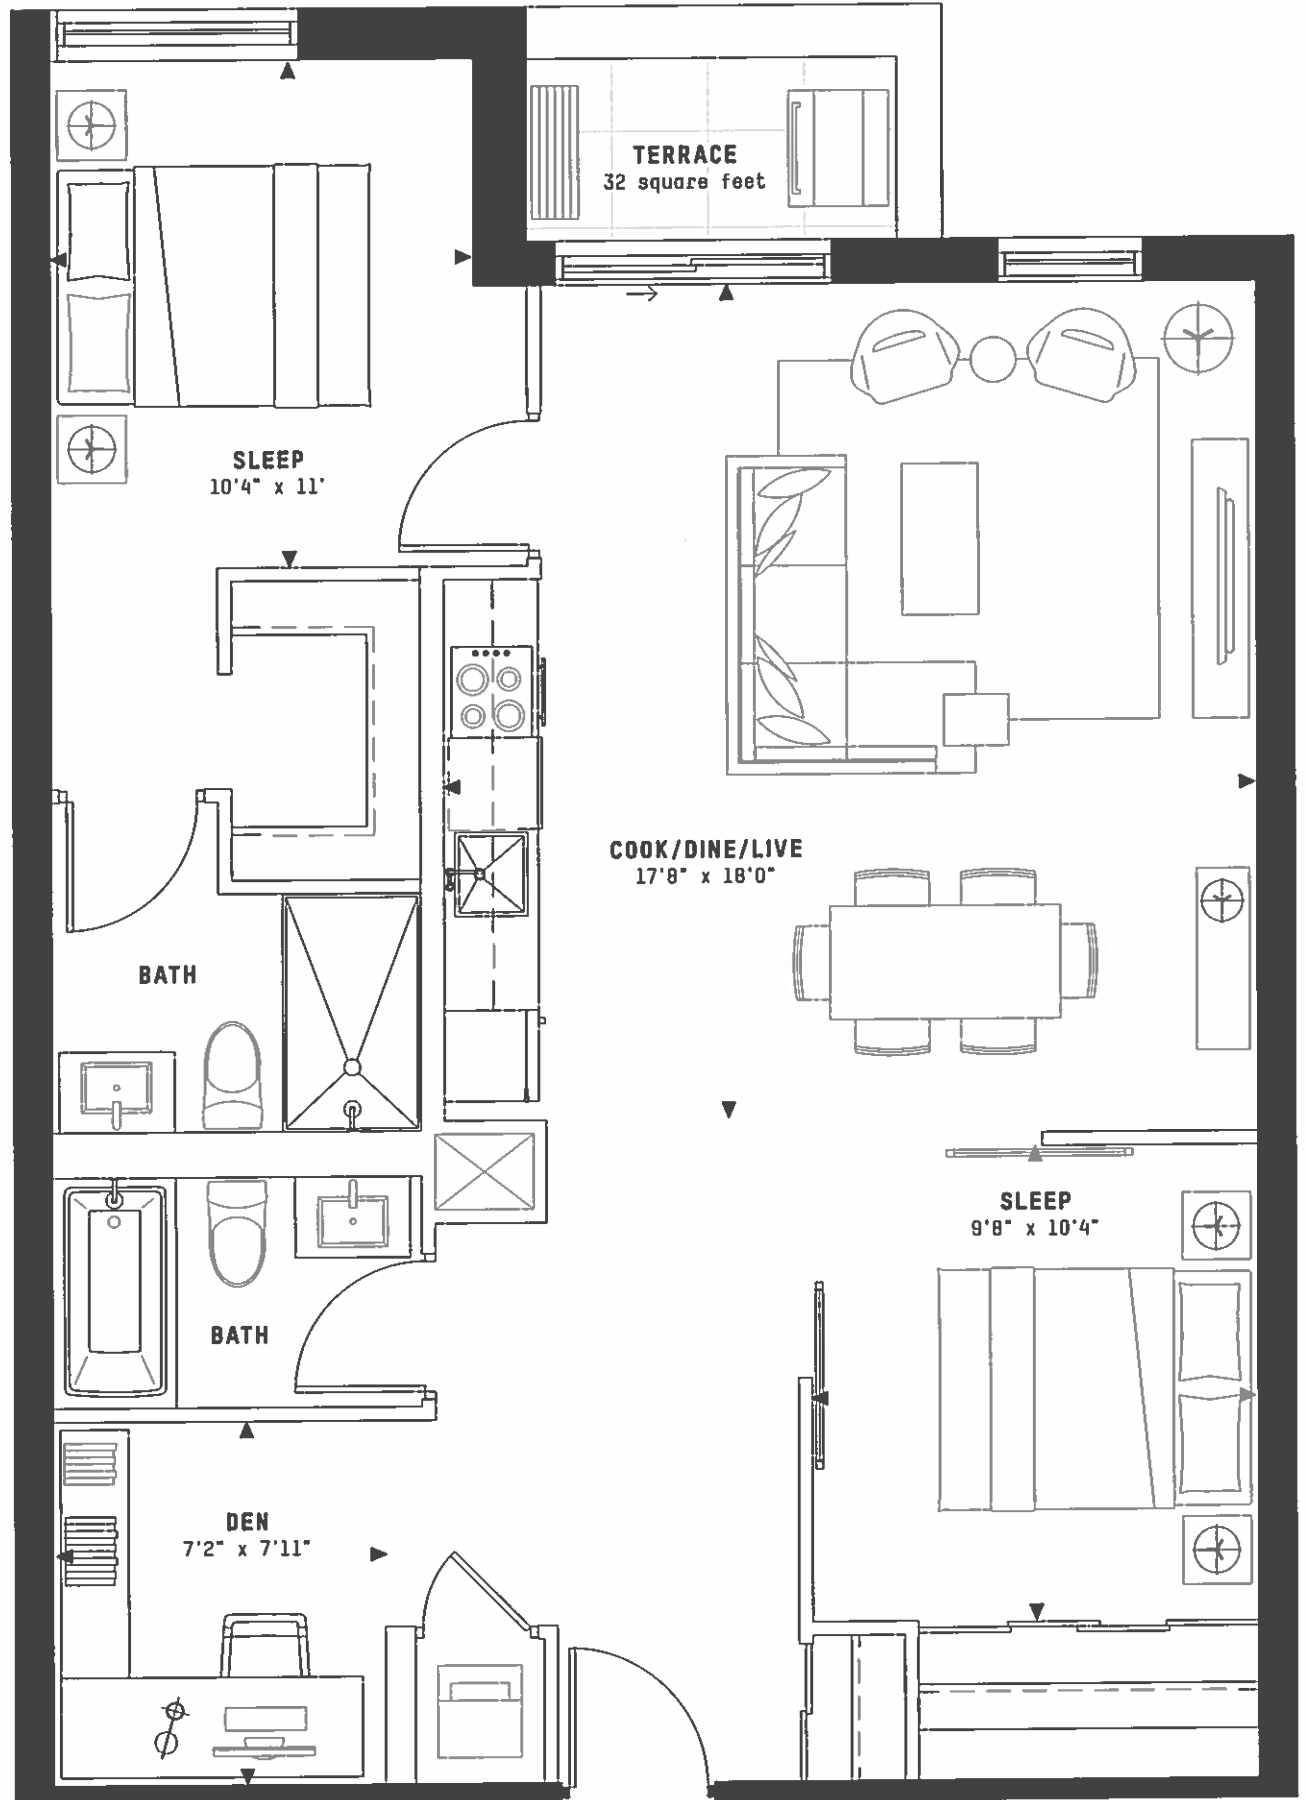 TERRACE
32 square feet
SLEEP
10'4" x 11'
COOK/DINE/LIVE
17'8" x 18'0"
BATH
SLEEP
9'8" x 10'4"
BATH
DEN
7'2" x 7'11"